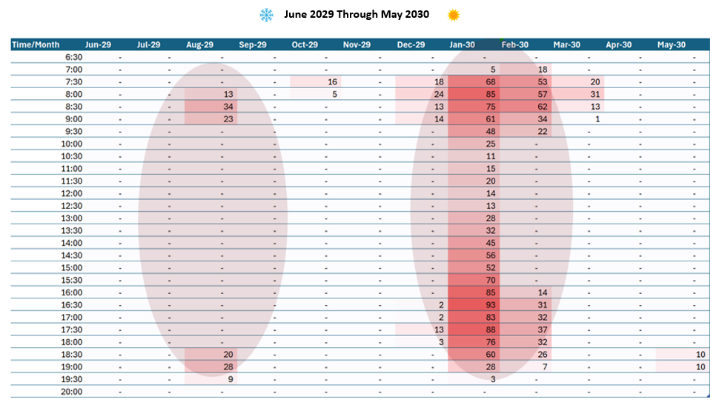 June 2029 Through May 2030
Time/Month Jun-29 Jul-29 Aug-29 Sep-29 Oct-29 Nov-29 Dec-29 Jan-30 Feb-30 Mar-30 Apr-30 May-30
6:30 - - - - - - - - - - - -
7:00 - - - - - - - 5 18 - - -
7:30 - - - - 16 - 18 68 53 20 - -
8:00 - - 13 - 5 - 24 85 57 31 - -
8:30 - - 34 - - - 13 75 62 13 - -
9:00 - - 23 - - - 14 61 34 1 - -
9:30 - - - - - - - 48 22 - - -
10:00 - - - - - - - 25 - - - -
10:30 - - - - - - - 11 - - - -
11:00 - - - - - - - 15 - - - -
11:30 - - - - - - - 20 - - - -
12:00 - - - - - - - 14 - - - -
12:30 - - - - - - - 13 - - - -
13:00 - - - - - - - 28 - - - -
13:30 - - - - - - - 32 - - - -
14:00 - - - - - - - 45 - - - -
14:30 - - - - - - - 56 - - - -
15:00 - - - - - - - 52 - - - -
15:30 - - - - - - - 70 - - - -
16:00 - - - - - - - 85 14 - - -
16:30 - - - - - - 2 93 31 - - -
17:00 - - - - - - 2 83 32 - - -
17:30 - - - - - - 13 88 37 - - -
18:00 - - - - - - 3 76 32 - - -
18:30 - - 20 - - - - 60 26 - - 10
19:00 - - 28 - - - - 28 7 - - 10
19:30 - - 9 - - - - 3 - - - -
20:00 - - - - - - - - - - - -